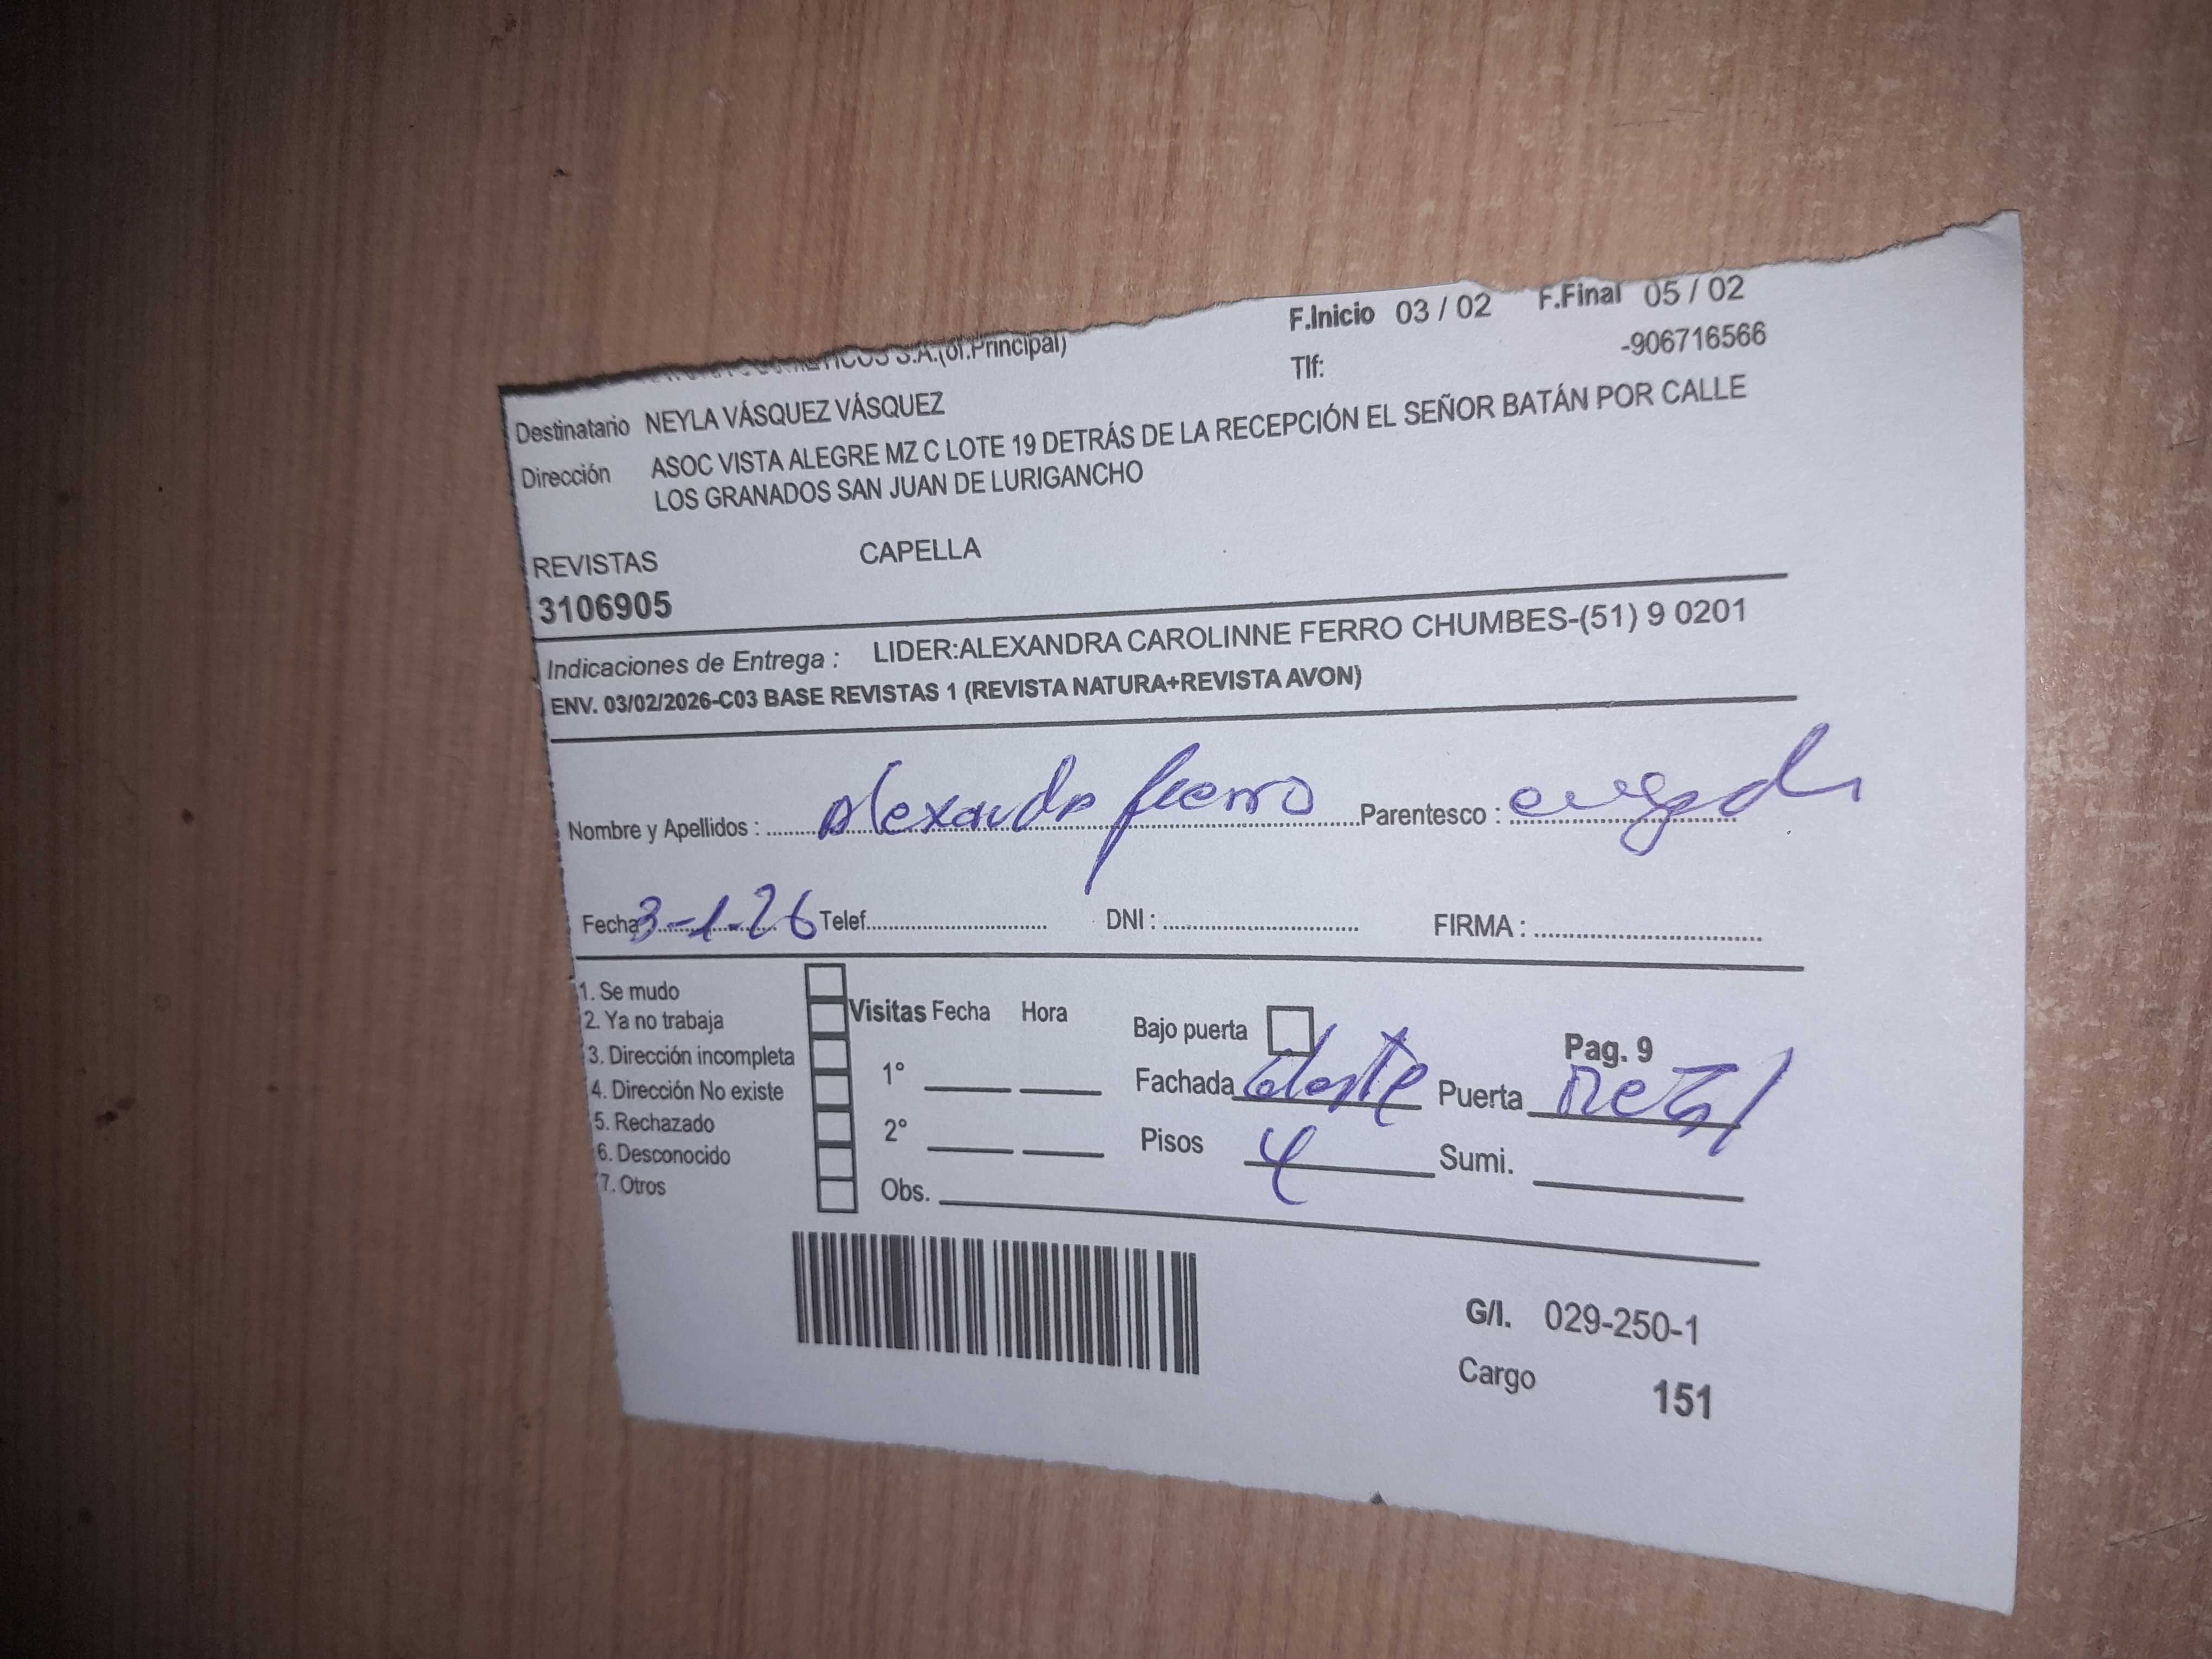 S.A.(of.Principal) F.Inicio 03 / 02 F.Final 05 / 02
Tlf: -906716566
Destinatario NEYLA VÁSQUEZ VÁSQUEZ
Dirección ASOC VISTA ALEGRE MZ C LOTE 19 DETRÁS DE LA RECEPCIÓN EL SEÑOR BATÁN POR CALLE
LOS GRANADOS SAN JUAN DE LURIGANCHO
REVISTAS CAPELLA
3106905
Indicaciones de Entrega : LIDER:ALEXANDRA CAROLINNE FERRO CHUMBES-(51) 9 0201
ENV. 03/02/2026-C03 BASE REVISTAS 1 (REVISTA NATURA+REVISTA AVON)
Nombre y Apellidos : Alexandra ferro Parentesco :
Fecha 3-1-26 Telef. DNI : FIRMA :
1. Se mudo
2. Ya no trabaja
3. Dirección incompleta
4. Dirección No existe
5. Rechazado
6. Desconocido
7. Otros
Visitas Fecha Hora
1°
2°
Obs.
Bajo puerta Pag. 9
Fachada Celeste Puerta Metal
Pisos 4 Sumi.
G/I. 029-250-1
Cargo 151